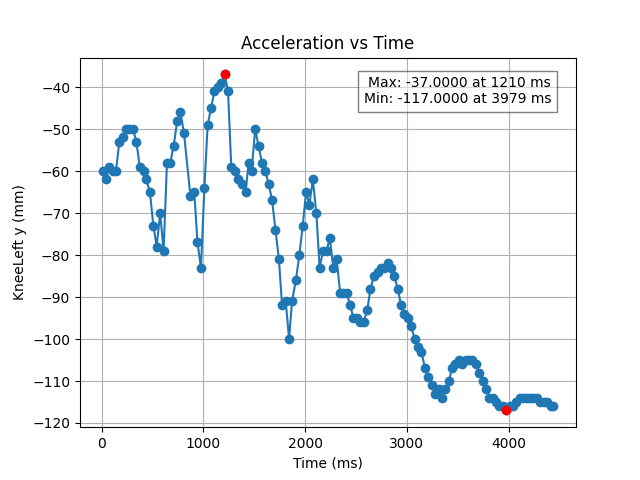 Acceleration vs Time
Max: -37.0000 at 1210 ms
Min: -117.0000 at 3979 ms
KneeLeft y (mm)
−40
−50
−60
−70
−80
−90
−100
−110
−120
0 1000 2000 3000 4000
Time (ms)